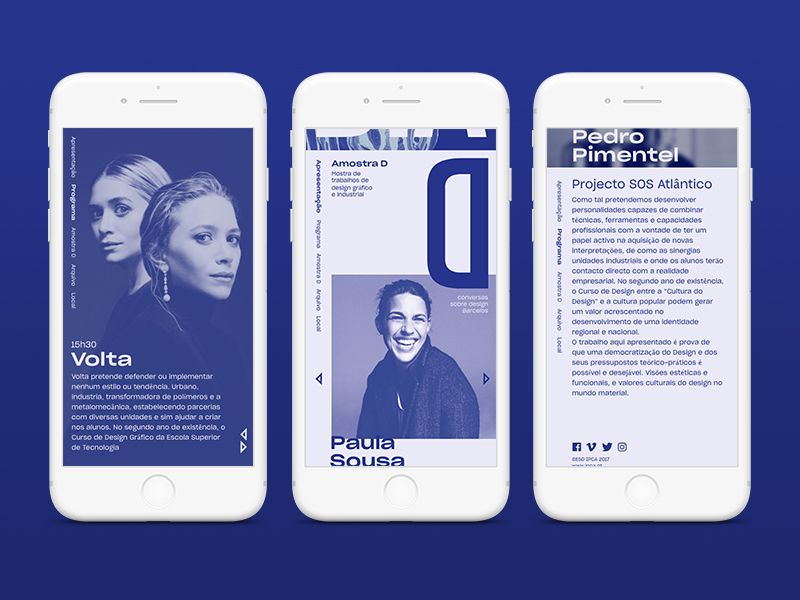 Apresentação
Programa
Amostra D
Arquivo
Local
15h30
Volta
Volta pretende defender ou implementar
nenhum estilo ou tendência. Urbano,
industria, transformadora de polímeros e a
metalomecânica, estabelecendo parcerias
com diversas unidades e sim ajudar a criar
nos alunos. No segundo ano de existência, o
Curso de Design Gráfico da Escola Superior
de Tecnologia
Apresentação
Programa
Amostra D
Arquivo
Local
Amostra D
Mostra de
trabalhos de
design gráfico
e industrial
D
conversas
sobre design
Barcelos
Paula
Sousa
Pedro
Pimentel
Apresentação
Programa
Amostra D
Arquivo
Local
Projecto SOS Atlântico
Como tal pretendemos desenvolver
personalidades capazes de combinar
técnicas, ferramentas e capacidades
profissionais com a vontade de ter um
papel activo na aquisição de novas
interpretações, de como as sinergias
unidades industriais e onde os alunos terão
contacto directo com a realidade
empresarial. No segundo ano de existência,
o Curso de Design entre a "Cultura do
Design" e a cultura popular podem gerar
um valor acrescentado no
desenvolvimento de uma identidade
regional e nacional.
O trabalho aqui apresentado é prova de
que uma democratização do Design e dos
seus pressupostos teórico-práticos é
possível e desejável. Visões estéticas e
funcionais, e valores culturais do design no
mundo material.
©ESD IPCA 2017
www.ipca.pt